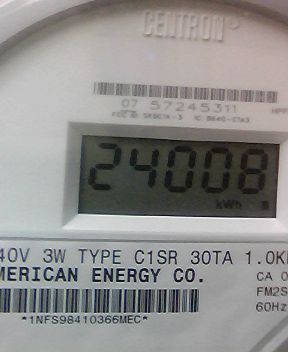 CENTRON
07 57245311
24008
kWh
40V 3W TYPE C1SR 30TA 1.0K
MERICAN ENERGY CO.
CA 0
FM2S
60Hz
*1NFS98410366MEC*